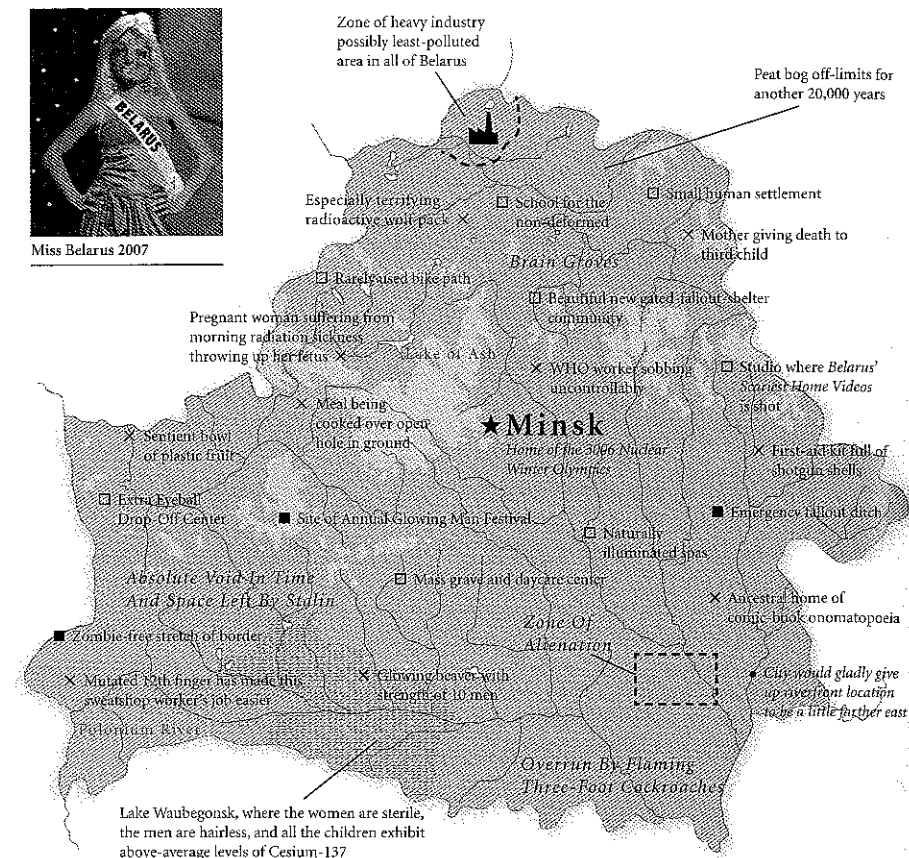 Zone of heavy industry
possibly least-polluted
area in all of Belarus
Peat bog off-limits for
another 20,000 years
BELARUS
Miss Belarus 2007
Especially terrifying
radioactive wolf pack
School for the
non-deformed
Small human settlement
Mother giving death to
third child
Brain Groves
Rarely used bike path
Beautiful new gated fallout-shelter
community
Pregnant woman suffering from
morning radiation sickness
throwing up her fetus
Lake of Ash
WHO worker sobbing
uncontrollably
Studio where Belarus'
Scariest Home Videos
is shot
Meal being
cooked over open
hole in ground
Minsk
Home of the 3006 Nuclear
Winter Olympics
Sentient bowl
of plastic fruit
First-aid kit full of
shotgun shells
Extra Eyeball
Drop-Off Center
Site of Annual Glowing Man Festival
Emergency fallout ditch
Naturally
illuminated spas
Absolute Void In Time
And Space Left By Stylin
Mass grave and daycare center
Ancestral home of
comic-book onomatopoeia
Zone Of
Alienation
Zombie-free stretch of border
Mutated 12th finger has made this
sweatshop worker's job easier
Glowing beaver with
strength of 10 men
City would gladly give
up riverfront location
to be a little farther east
Polonium River
Overrun By Flaming
Three-Foot Cockroaches
Lake Waubegonsk, where the women are sterile,
the men are hairless, and all the children exhibit
above-average levels of Cesium-137